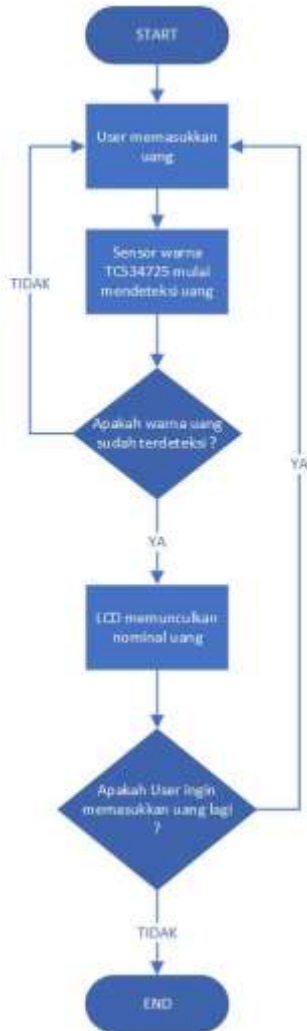 START
User memasukkan
uang
Sensor warna
TCS34725 mulai
mendeteksi uang
TIDAK
Apakah warna uang
sudah terdeteksi ?
YA
YA
LCD memunculkan
nominal uang
Apakah User ingin
memasukkan uang lagi
?
TIDAK
END